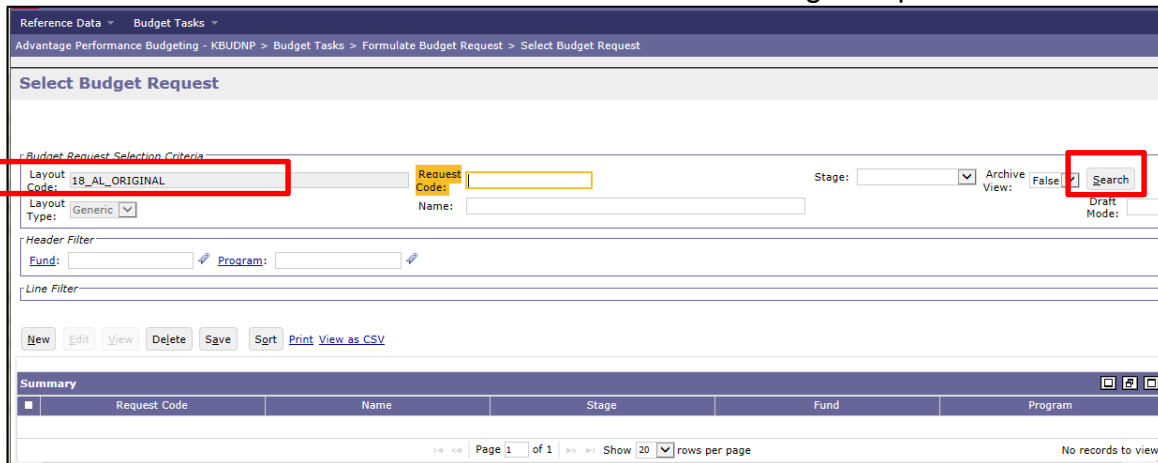 Reference Data Budget Tasks
Advantage Performance Budgeting - KBUDNP > Budget Tasks > Formulate Budget Request > Select Budget Request
Select Budget Request
Budget Request Selection Criteria
Layout Code: 18_AL_ORIGINAL Request Code: Stage: Archive View: False Search
Layout Type: Generic Name: Draft Mode:
Header Filter
Fund: Program:
Line Filter
New Edit View Delete Save Sort Print View as CSV
Summary
Request Code Name Stage Fund Program
Page 1 of 1 Show 20 rows per page No records to view